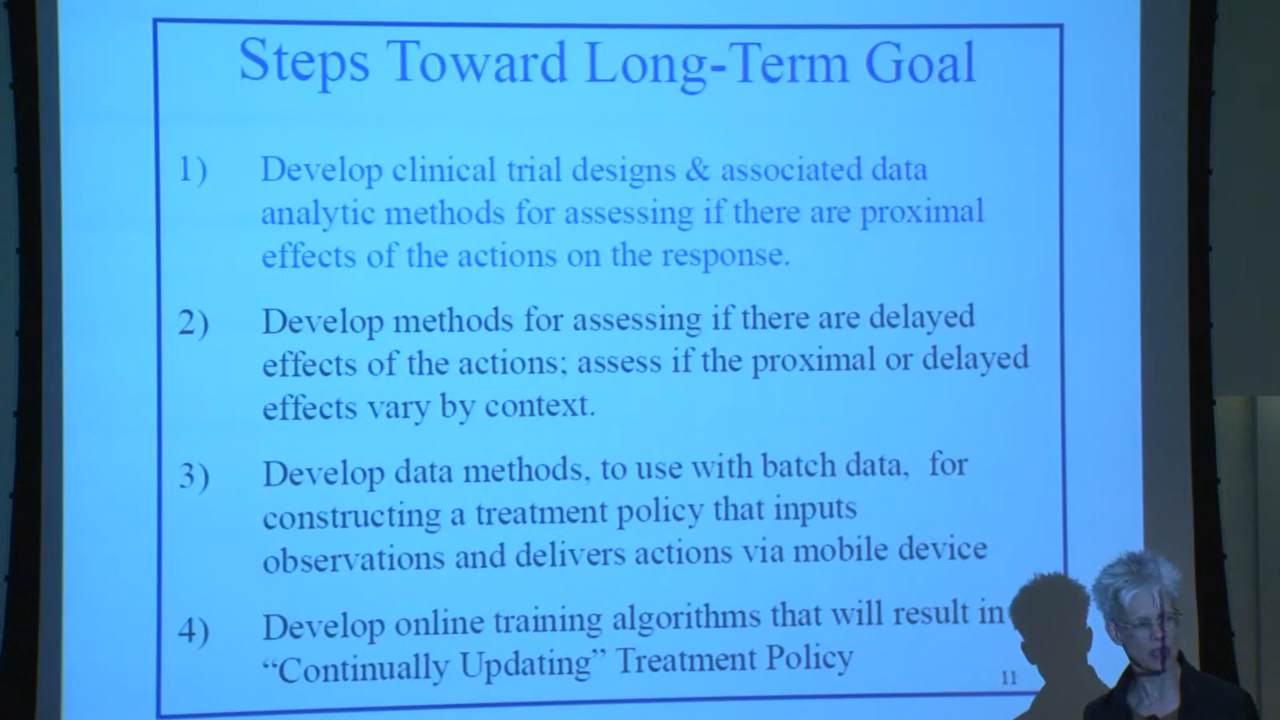 Steps Toward Long-Term Goal
1) Develop clinical trial designs & associated data
analytic methods for assessing if there are proximal
effects of the actions on the response.
2) Develop methods for assessing if there are delayed
effects of the actions; assess if the proximal or delayed
effects vary by context.
3) Develop data methods, to use with batch data, for
constructing a treatment policy that inputs
observations and delivers actions via mobile device
4) Develop online training algorithms that will result in
“Continually Updating” Treatment Policy
11